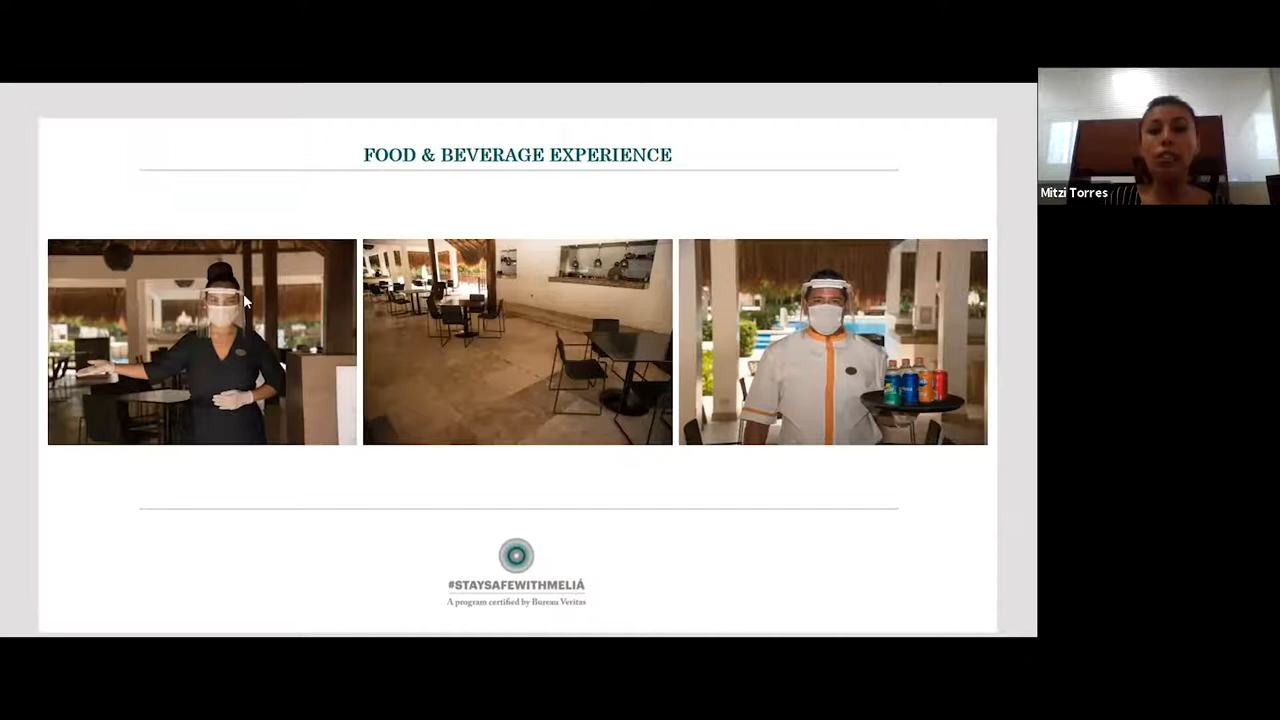 FOOD & BEVERAGE EXPERIENCE
Mitzi Torres
#STAYSAFEWITHMELIÁ
A program certified by Bureau Veritas